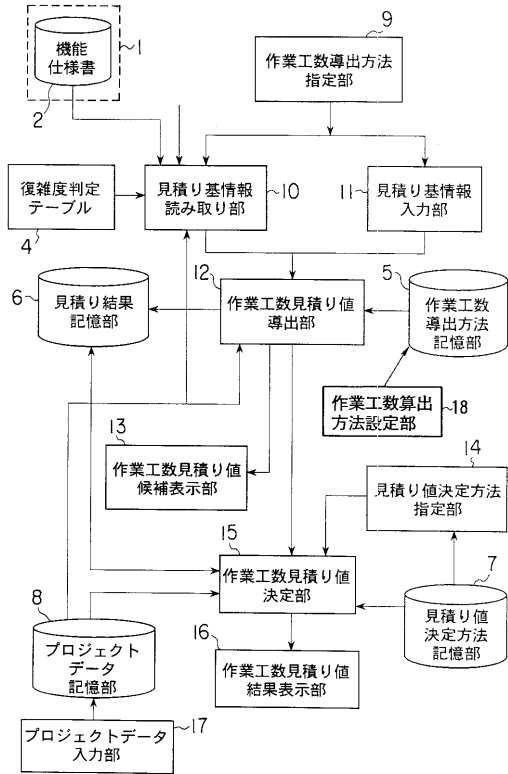 機能
仕様書
1
2
9
作業工数導出方法
指定部
復雑度判定
テーブル
4
見積り基情報
読み取り部
10
11
見積り基情報
入力部
12
6
見積り結果
記憶部
作業工数見積り値
導出部
5
作業工数
導出方法
記憶部
作業工数算出
方法設定部
18
13
作業工数見積り値
候補表示部
14
見積り値決定方法
指定部
15
作業工数見積り値
決定部
7
見積り値
決定方法
記憶部
8
プロジェクト
データ
記憶部
16
作業工数見積り値
結果表示部
プロジェクトデータ
入力部
17